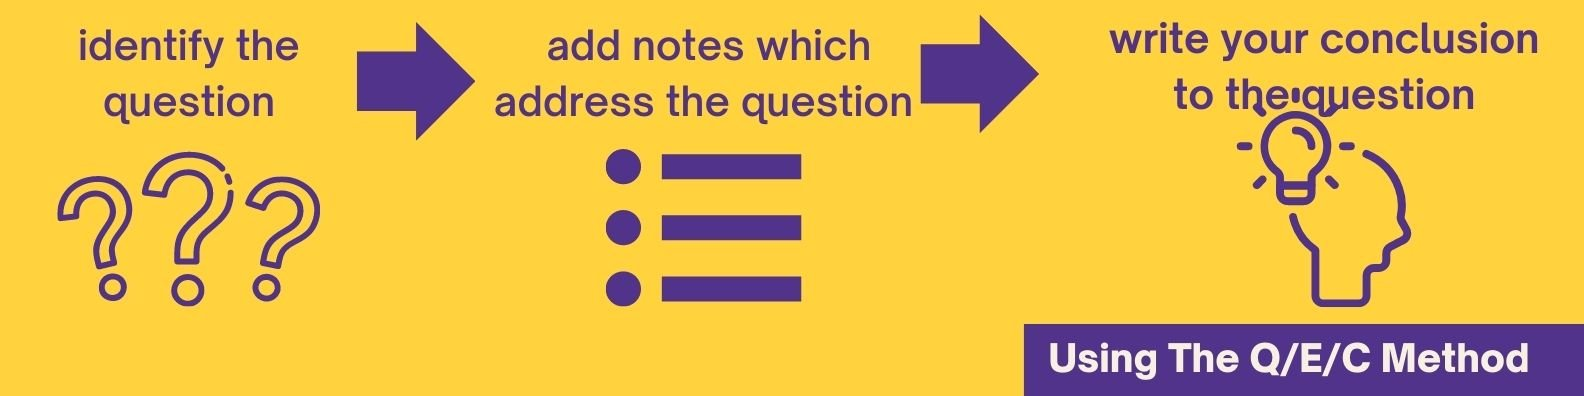 identify the
question
add notes which
address the question
write your conclusion
to the question
Using The Q/E/C Method